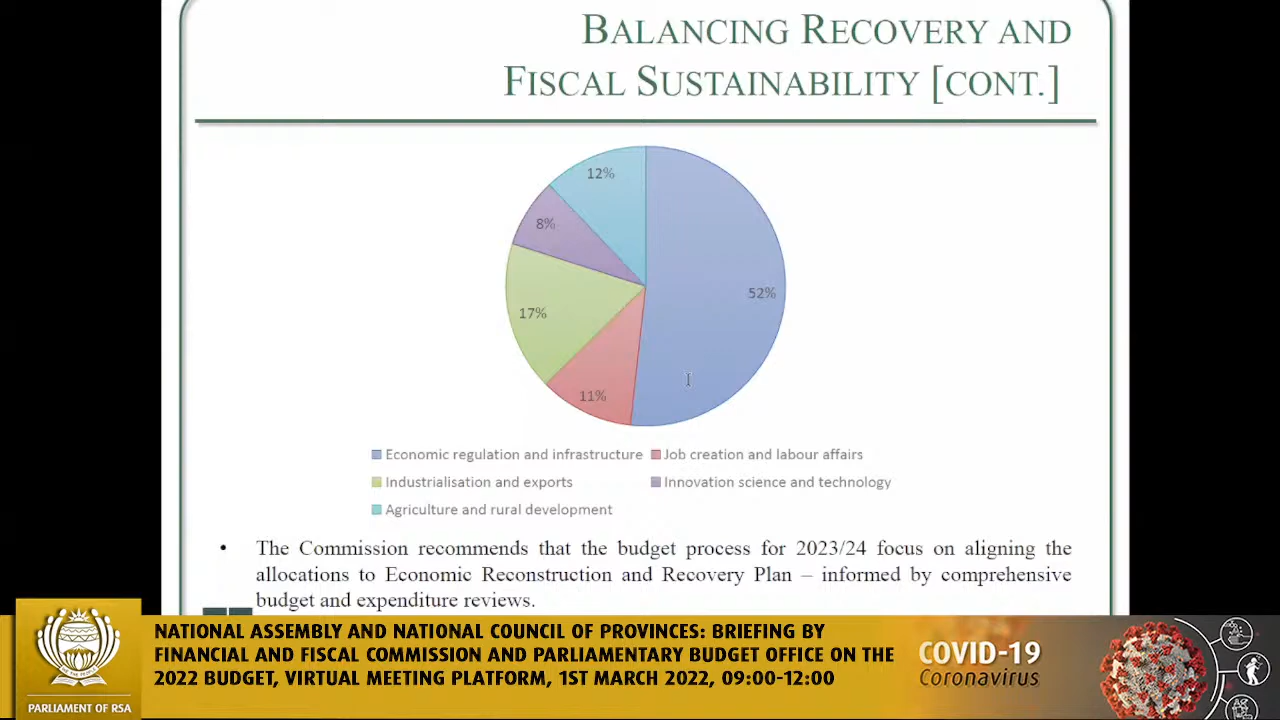 BALANCING RECOVERY AND
FISCAL SUSTAINABILITY [CONT.]
12%
8%
52%
17%
11%
Economic regulation and infrastructure
Job creation and labour affairs
Industrialisation and exports
Innovation science and technology
Agriculture and rural development
• The Commission recommends that the budget process for 2023/24 focus on aligning the
allocations to Economic Reconstruction and Recovery Plan – informed by comprehensive
budget and expenditure reviews.
NATIONAL ASSEMBLY AND NATIONAL COUNCIL OF PROVINCES: BRIEFING BY
FINANCIAL AND FISCAL COMMISSION AND PARLIAMENTARY BUDGET OFFICE ON THE
2022 BUDGET, VIRTUAL MEETING PLATFORM, 1ST MARCH 2022, 09:00-12:00
PARLIAMENT OF RSA
COVID-19
Coronavirus